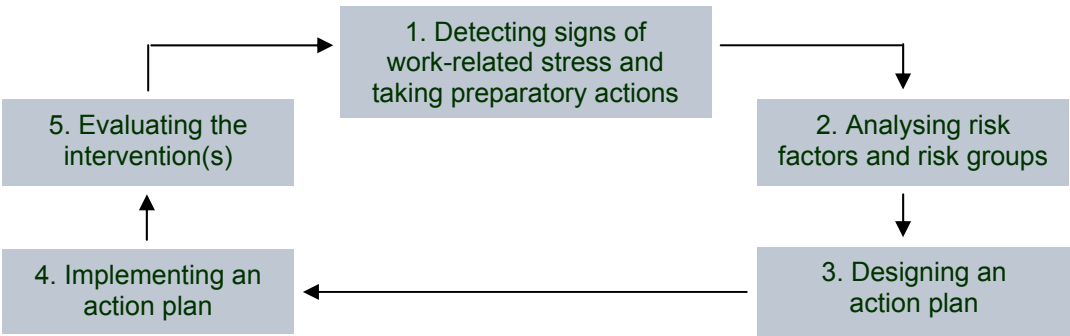 1. Detecting signs of
work-related stress and
taking preparatory actions
2. Analysing risk
factors and risk groups
3. Designing an
action plan
4. Implementing an
action plan
5. Evaluating the
intervention(s)